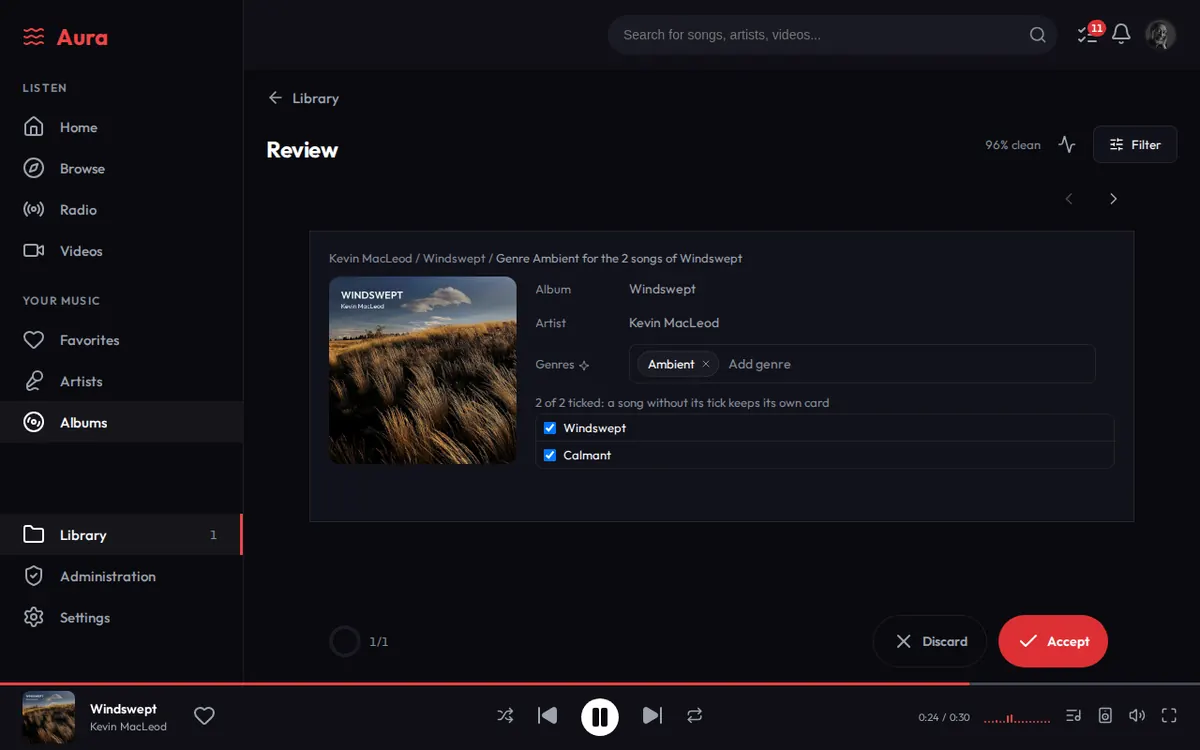 Aura
Search for songs, artists, videos...
11
LISTEN
Home
Browse
Radio
Videos
YOUR MUSIC
Favorites
Artists
Albums
Library 1
Administration
Settings
Library
Review
96% clean
Filter
Kevin MacLeod / Windswept / Genre Ambient for the 2 songs of Windswept
WINDSWEPT
Kevin MacLeod
Album Windswept
Artist Kevin MacLeod
Genres Ambient Add genre
2 of 2 ticked: a song without its tick keeps its own card
Windswept
Calmant
1/1
Discard
Accept
Windswept
Kevin MacLeod
0:24 / 0:30